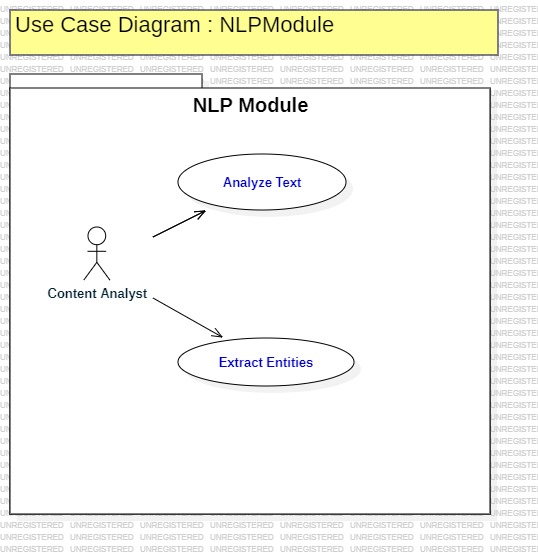 Use Case Diagram : NLPModule
UNREGISTERED
NLP Module
Analyze Text
Content Analyst
Extract Entities
UNREGISTERED UNREGISTERED UNREGISTERED UNREGISTERED UNREGISTERED UNREGISTERED UNREGISTERED